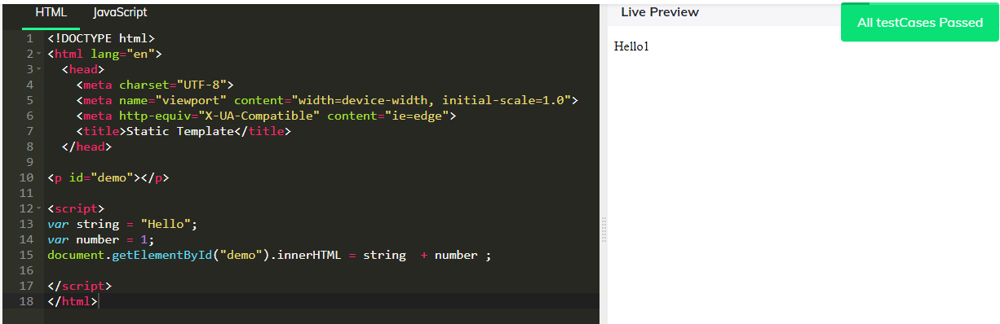 HTML JavaScript
Live Preview
All testCases Passed
1 <!DOCTYPE html>
2 <html lang="en">
3 <head>
4 <meta charset="UTF-8">
5 <meta name="viewport" content="width=device-width, initial-scale=1.0">
6 <meta http-equiv="X-UA-Compatible" content="ie=edge">
7 <title>Static Template</title>
8 </head>
9
10 <p id="demo"></p>
11
12 <script>
13 var string = "Hello";
14 var number = 1;
15 document.getElementById("demo").innerHTML = string  + number ;
16
17 </script>
18 </html>
Hello1